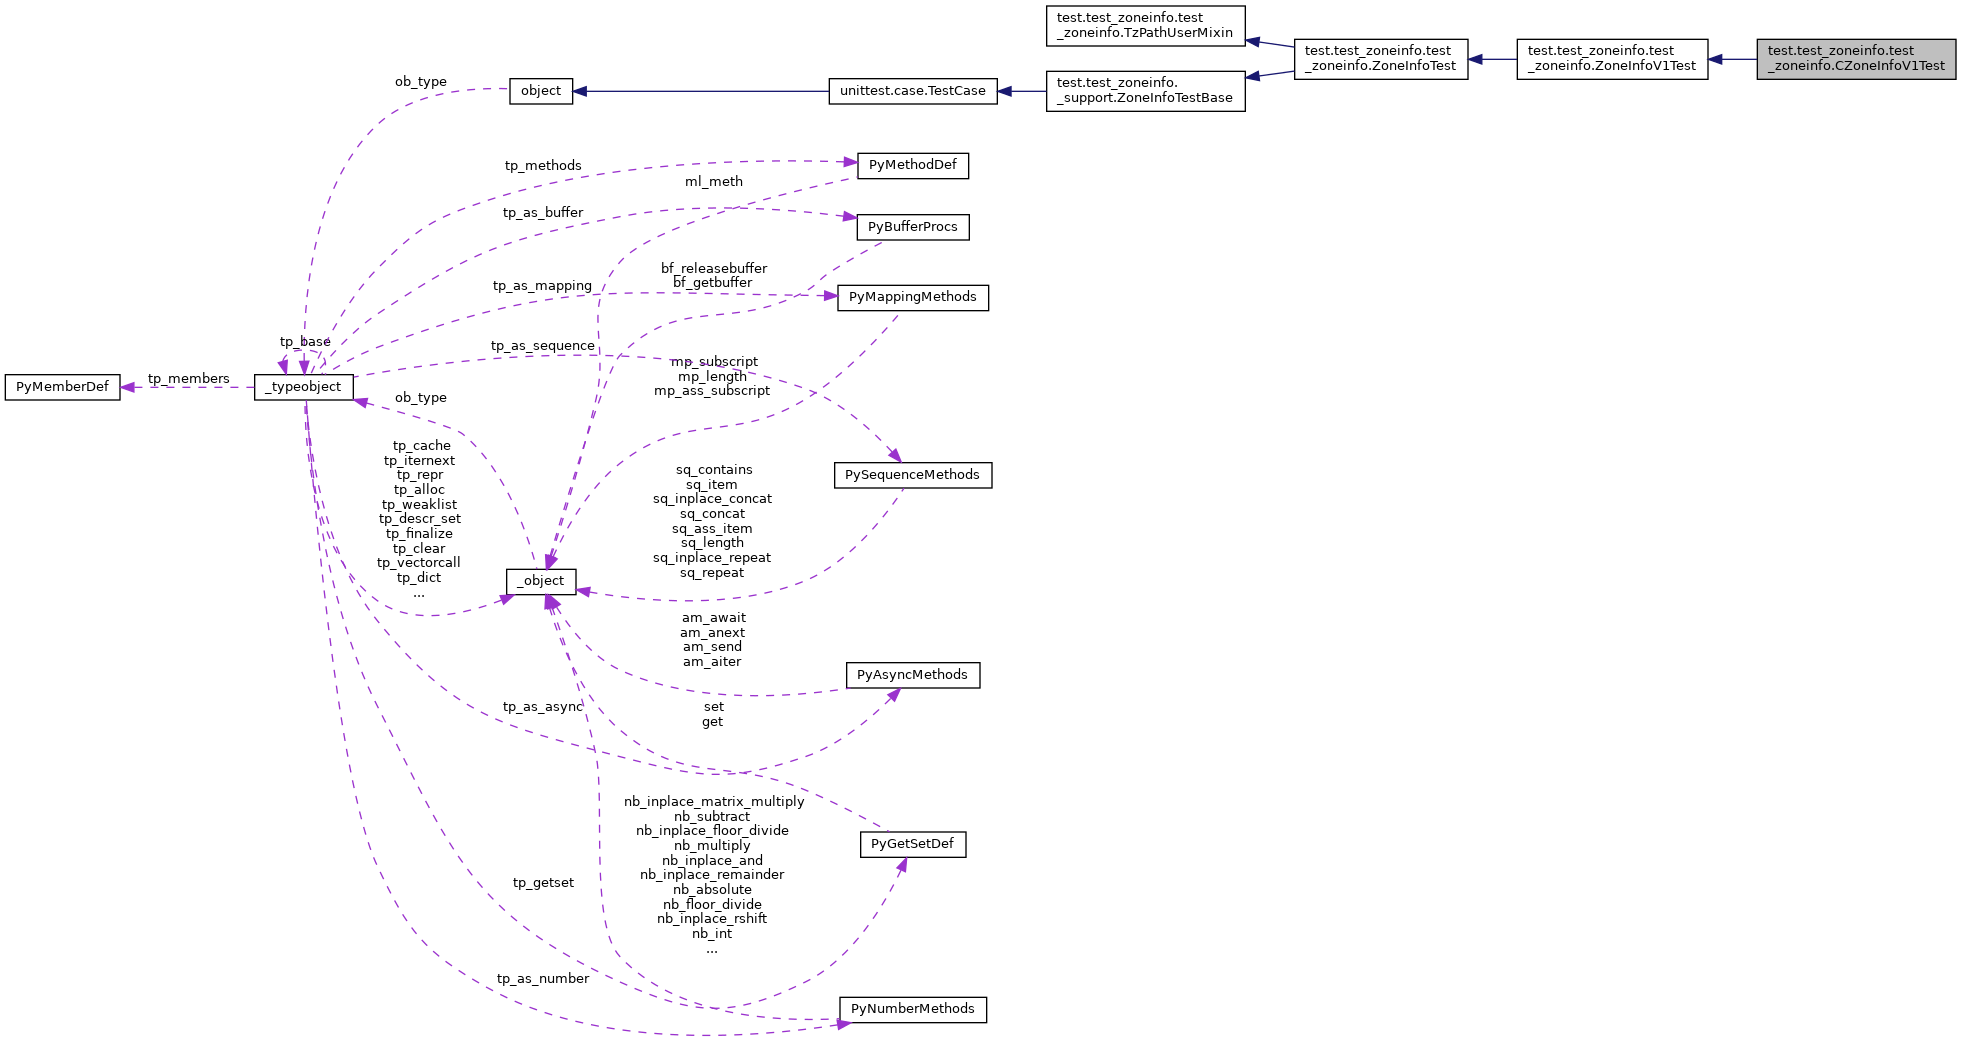 test.test_zoneinfo.test
_zoneinfo.TzPathUserMixin
test.test_zoneinfo.test
_zoneinfo.ZoneInfoTest
test.test_zoneinfo.test
_zoneinfo.ZoneInfoV1Test
test.test_zoneinfo.test
_zoneinfo.CZoneInfoV1Test
ob_type
object
unittest.case.TestCase
test.test_zoneinfo.
_support.ZoneInfoTestBase
tp_methods
PyMethodDef
ml_meth
tp_as_buffer
PyBufferProcs
bf_releasebuffer
bf_getbuffer
tp_as_mapping
PyMappingMethods
tp_base
tp_as_sequence
mp_subscript
mp_length
mp_ass_subscript
PyMemberDef
tp_members
_typeobject
ob_type
tp_cache
tp_iternext
tp_repr
tp_alloc
tp_weaklist
tp_descr_set
tp_finalize
tp_clear
tp_vectorcall
tp_dict
...
sq_contains
sq_item
sq_inplace_concat
sq_concat
sq_ass_item
sq_length
sq_inplace_repeat
sq_repeat
PySequenceMethods
_object
am_await
am_anext
am_send
am_aiter
PyAsyncMethods
tp_as_async
set
get
nb_inplace_matrix_multiply
nb_subtract
nb_inplace_floor_divide
nb_multiply
nb_inplace_and
nb_inplace_remainder
nb_absolute
nb_floor_divide
nb_inplace_rshift
nb_int
...
PyGetSetDef
tp_getset
tp_as_number
PyNumberMethods